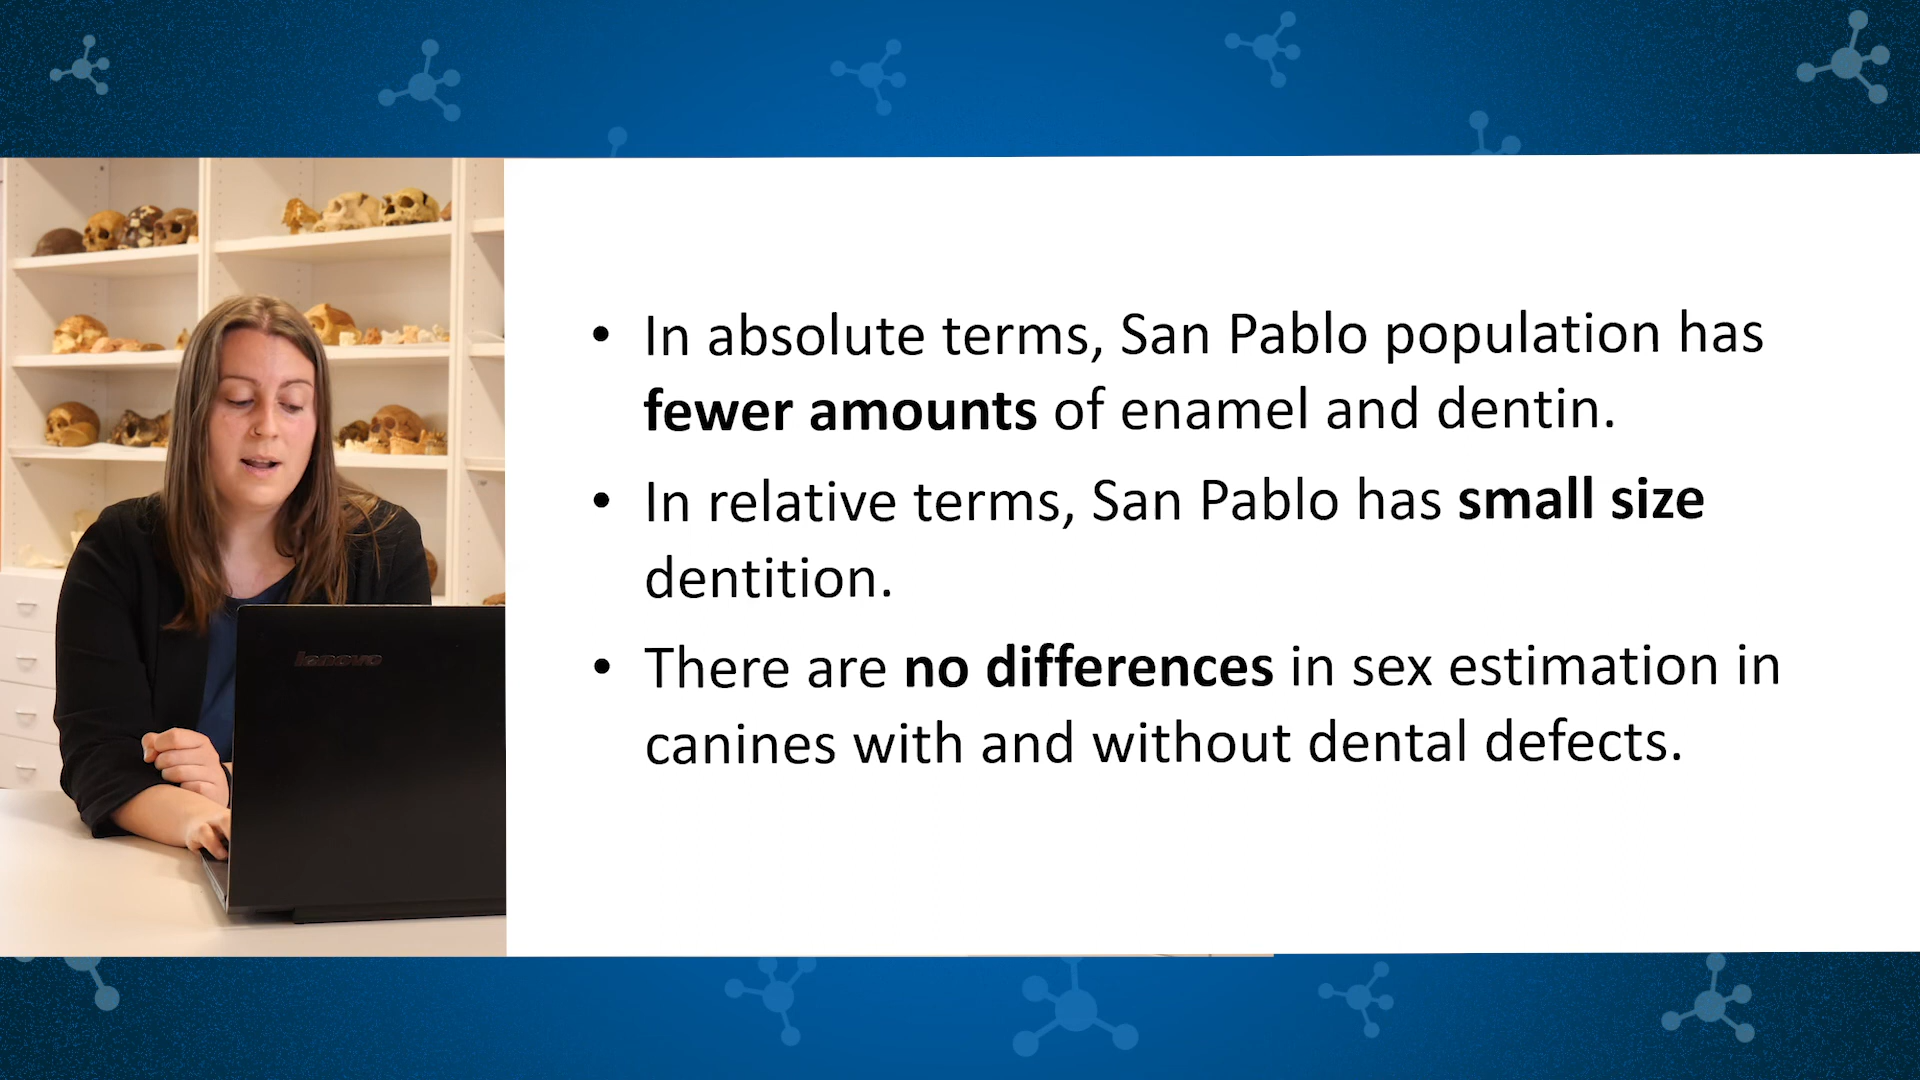 • In absolute terms, San Pablo population has
fewer amounts of enamel and dentin.
• In relative terms, San Pablo has small size
dentition.
• There are no differences in sex estimation in
canines with and without dental defects.
lenovo